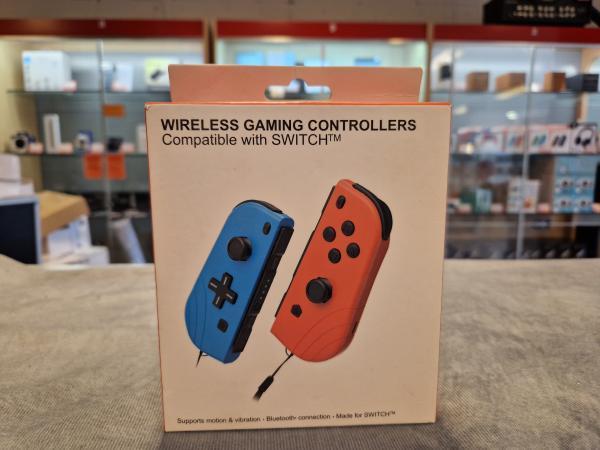 WIRELESS GAMING CONTROLLERS
Compatible with SWITCH™
Supports motion & vibration • Bluetooth® connection • Made for SWITCH™